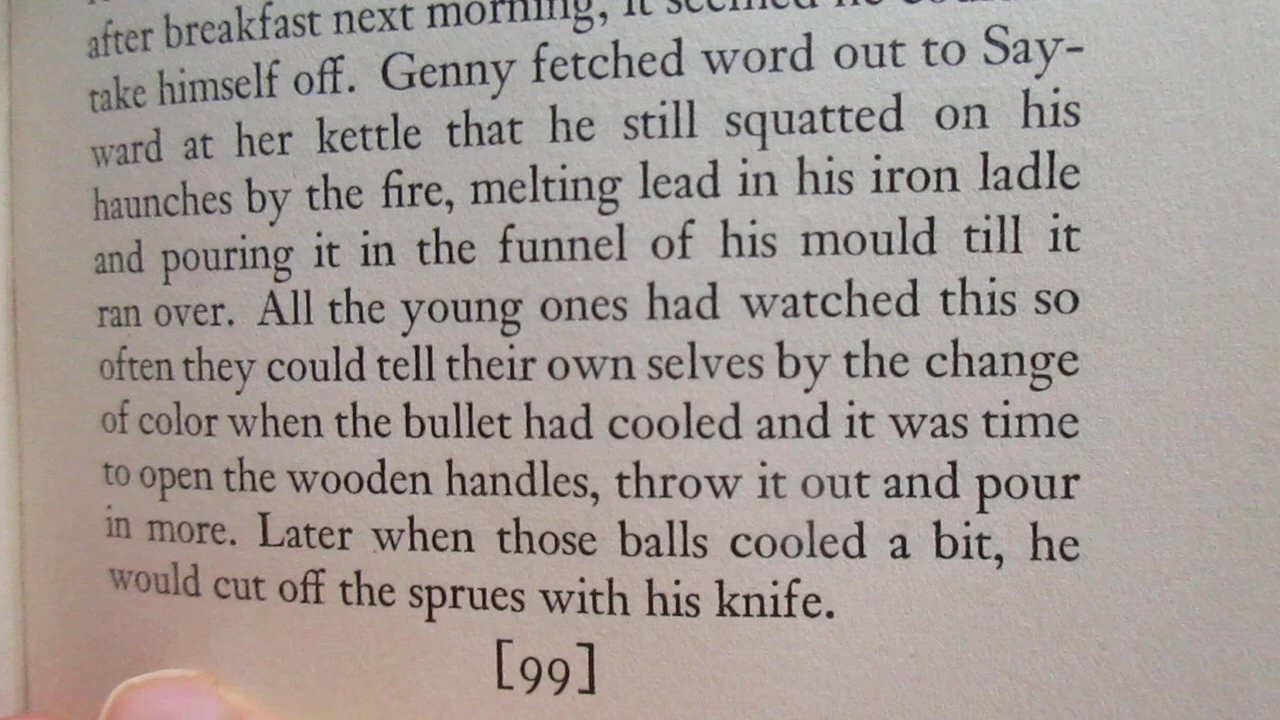 after breakfast next morning, it seemed he
take himself off. Genny fetched word out to Say-
ward at her kettle that he still squatted on his
haunches by the fire, melting lead in his iron ladle
and pouring it in the funnel of his mould till it
ran over. All the young ones had watched this so
often they could tell their own selves by the change
of color when the bullet had cooled and it was time
to open the wooden handles, throw it out and pour
in more. Later when those balls cooled a bit, he
would cut off the sprues with his knife.
[99]